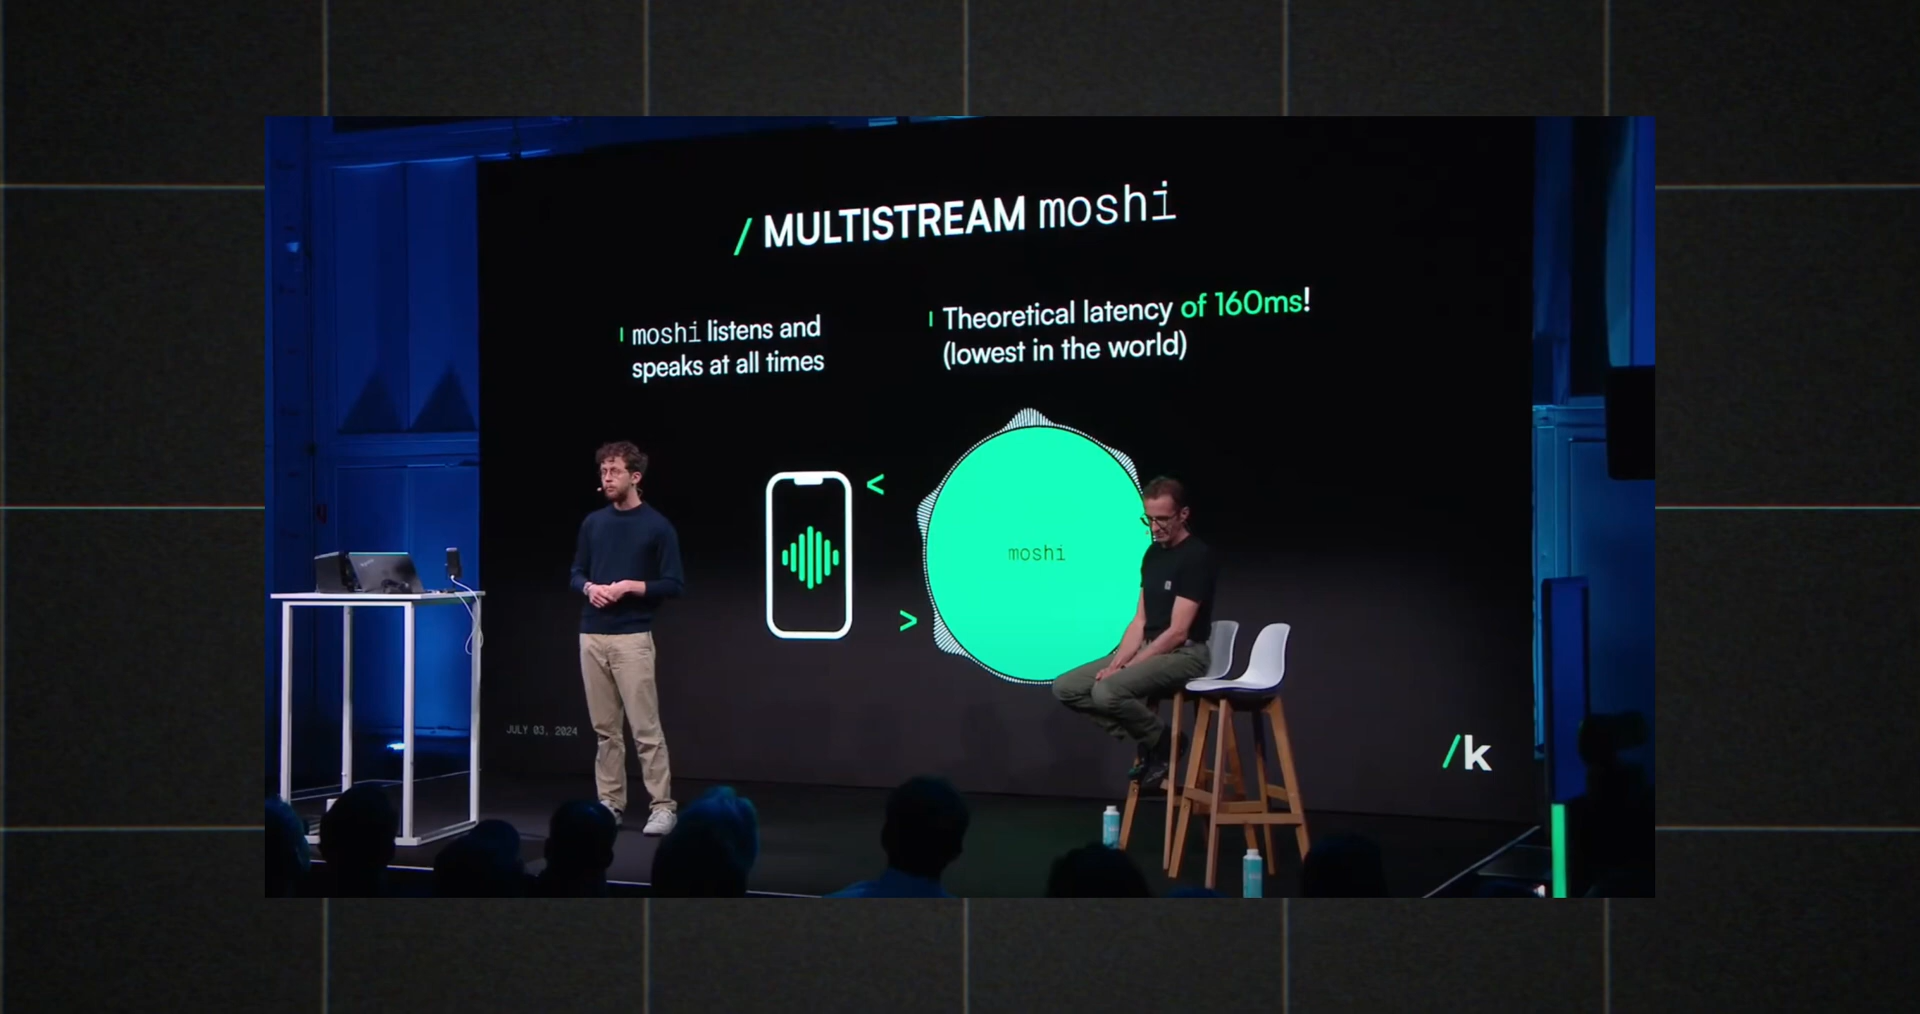 / MULTISTREAM moshi
moshi listens and
speaks at all times
Theoretical latency of 160ms!
(lowest in the world)
<
moshi
>
JULY 03, 2024
/k